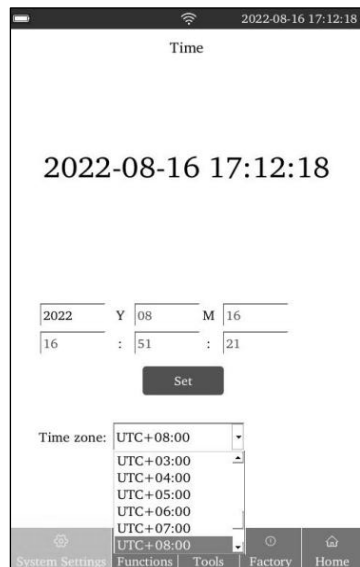 2022-08-16 17:12:18
Time
2022-08-16 17:12:18
2022 Y 08 M 16
16 : 51 : 21
Set
Time zone: UTC+08:00
UTC+03:00
UTC+04:00
UTC+05:00
UTC+06:00
UTC+07:00
UTC+08:00
System Settings Functions Tools Factory Home